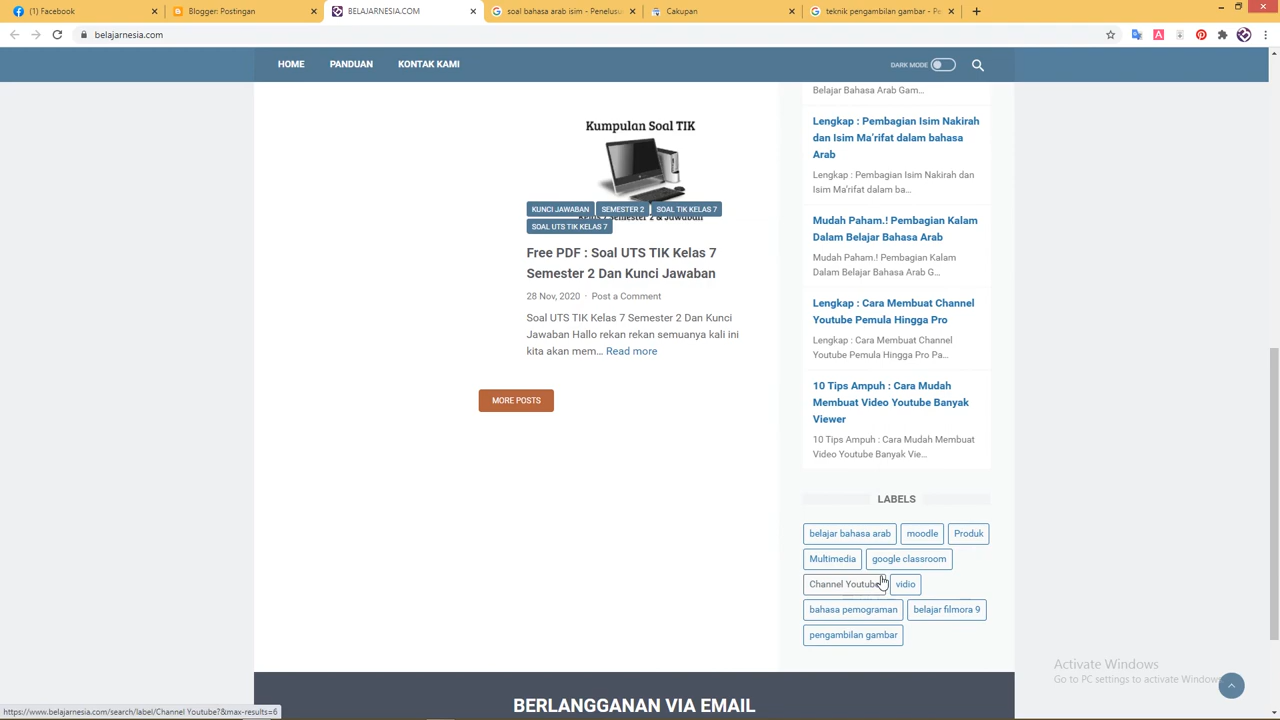 (1) Facebook
Blogger: Postingan
BELAJARNESIA.COM
soal bahasa arab isim - Penelusu
Cakupan
teknik pengambilan gambar - Pe
belajarnesia.com
HOME
PANDUAN
KONTAK KAMI
DARK MODE
Kumpulan Soal TIK
KUNCI JAWABAN
SEMESTER 2
SOAL TIK KELAS 7
SOAL UTS TIK KELAS 7
Free PDF : Soal UTS TIK Kelas 7
Semester 2 Dan Kunci Jawaban
28 Nov, 2020 · Post a Comment
Soal UTS TIK Kelas 7 Semester 2 Dan Kunci
Jawaban Hallo rekan rekan semuanya kali ini
kita akan mem… Read more
MORE POSTS
Belajar Bahasa Arab Gam…
Lengkap : Pembagian Isim Nakirah
dan Isim Ma’rifat dalam bahasa
Arab
Lengkap : Pembagian Isim Nakirah dan
Isim Ma’rifat dalam ba…
Mudah Paham.! Pembagian Kalam
Dalam Belajar Bahasa Arab
Mudah Paham.! Pembagian Kalam
Dalam Belajar Bahasa Arab G…
Lengkap : Cara Membuat Channel
Youtube Pemula Hingga Pro
Lengkap : Cara Membuat Channel
Youtube Pemula Hingga Pro Pa…
10 Tips Ampuh : Cara Mudah
Membuat Video Youtube Banyak
Viewer
10 Tips Ampuh : Cara Mudah Membuat
Video Youtube Banyak Vie…
LABELS
belajar bahasa arab
moodle
Produk
Multimedia
google classroom
Channel Youtube
vidio
bahasa pemograman
belajar filmora 9
pengambilan gambar
Activate Windows
Go to PC settings to activate Windows
BERLANGGANAN VIA EMAIL
https://www.belajarnesia.com/search/label/Channel Youtube?&max-results=6